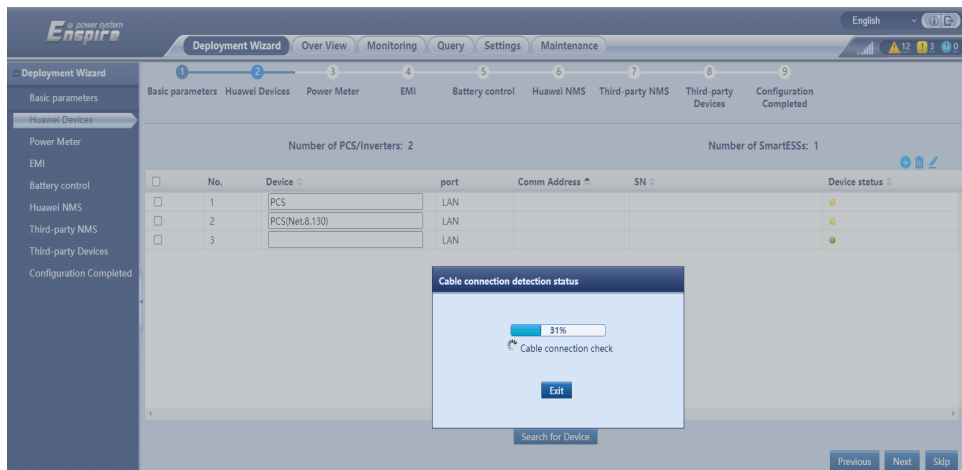 e power system
Enspire
English
Deployment Wizard Over View Monitoring Query Settings Maintenance
12 3 0
Deployment Wizard
Basic parameters
Huawei Devices
Power Meter
EMI
Battery control
Huawei NMS
Third-party NMS
Third-party Devices
Configuration Completed
1 2 3 4 5 6 7 8 9
Basic parameters Huawei Devices Power Meter EMI Battery control Huawei NMS Third-party NMS Third-party Configuration
Devices Completed
Number of PCS/Inverters: 2 Number of SmartESSs: 1
No. Device port Comm Address SN Device status
1 PCS LAN
2 PCS(Net.8.130) LAN
3 LAN
Cable connection detection status
31%
Cable connection check
Exit
Search for Device
Previous Next Skip